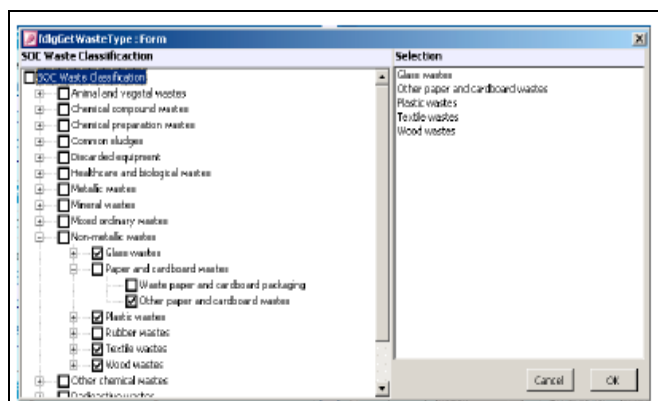 fdlgGetWasteType : Form
SOC Waste Classiificaction
SOC Waste Classification
Animal and vegetal wastes
Chemical compound wastes
Chemical preparation wastes
Common sludges
Discarded equipment
Healthcare and biological wastes
Metallic wastes
Mineral wastes
Mixed ordinary wastes
Non-metallic wastes
Glass wastes
Paper and cardboard wastes
Waste paper and cardboard packaging
Other paper and cardboard wastes
Plastic wastes
Rubber wastes
Textile wastes
Wood wastes
Other chemical wastes
Radioactive wastes
Selection
Glass wastes
Other paper and cardboard wastes
Plastic wastes
Textile wastes
Wood wastes
Cancel
OK